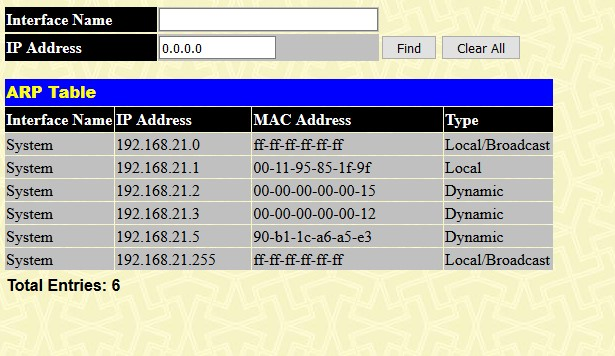 Interface Name
IP Address 0.0.0.0 Find Clear All
ARP Table
Interface Name IP Address MAC Address Type
System 192.168.21.0 ff-ff-ff-ff-ff-ff Local/Broadcast
System 192.168.21.1 00-11-95-85-1f-9f Local
System 192.168.21.2 00-00-00-00-00-15 Dynamic
System 192.168.21.3 00-00-00-00-00-12 Dynamic
System 192.168.21.5 90-b1-1c-a6-a5-e3 Dynamic
System 192.168.21.255 ff-ff-ff-ff-ff-ff Local/Broadcast
Total Entries: 6